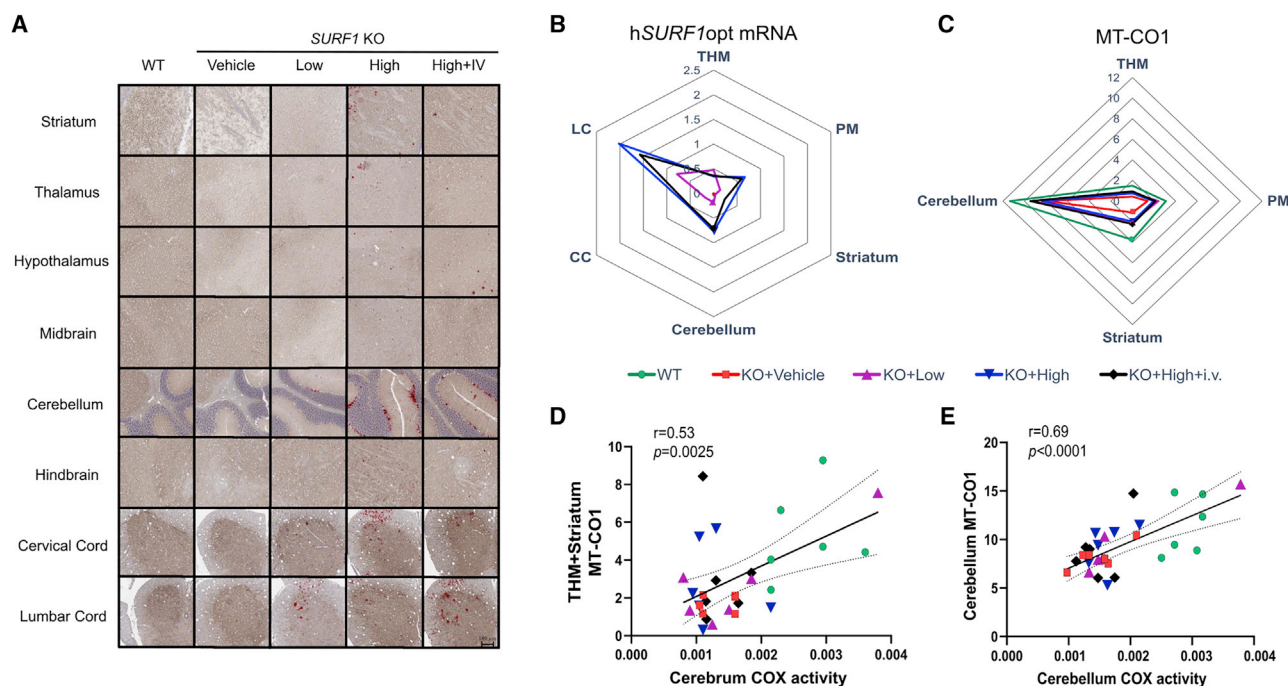 A
SURF1 KO
WT Vehicle Low High High+IV
Striatum
Thalamus
Hypothalamus
Midbrain
Cerebellum
Hindbrain
Cervical Cord
Lumbar Cord
B
hSURF1opt mRNA
THM
2.5
2
1.5
1
0.5
0
LC
PM
CC
Striatum
Cerebellum
C
MT-CO1
THM
12
10
8
6
4
2
0
Cerebellum
PM
Striatum
WT KO+Vehicle KO+Low KO+High KO+High+i.v.
D
r=0.53
p=0.0025
THM+Striatum
MT-CO1
10
8
6
4
2
0
0.000 0.001 0.002 0.003 0.004
Cerebrum COX activity
E
r=0.69
p<0.0001
Cerebellum MT-CO1
20
15
10
5
0
0.000 0.001 0.002 0.003 0.004
Cerebellum COX activity